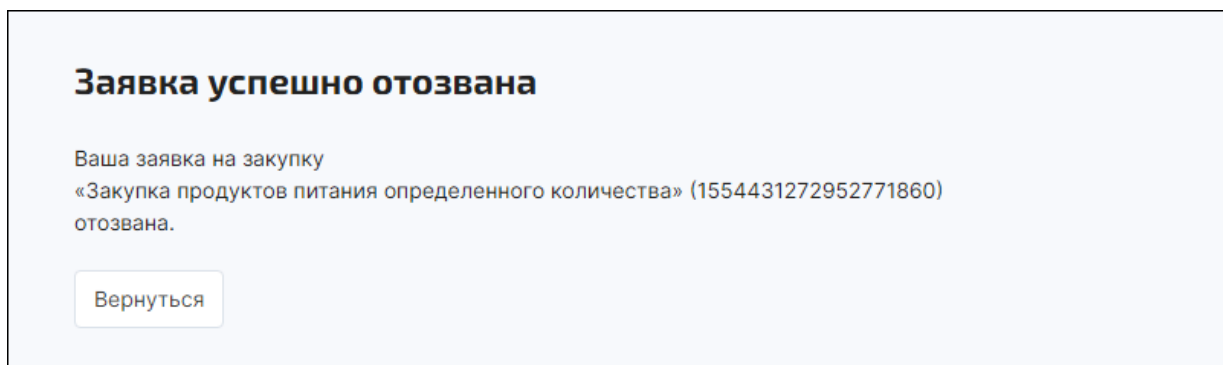 Заявка успешно отозвана
Ваша заявка на закупку
«Закупка продуктов питания определенного количества» (1554431272952771860)
отозвана.
Вернуться